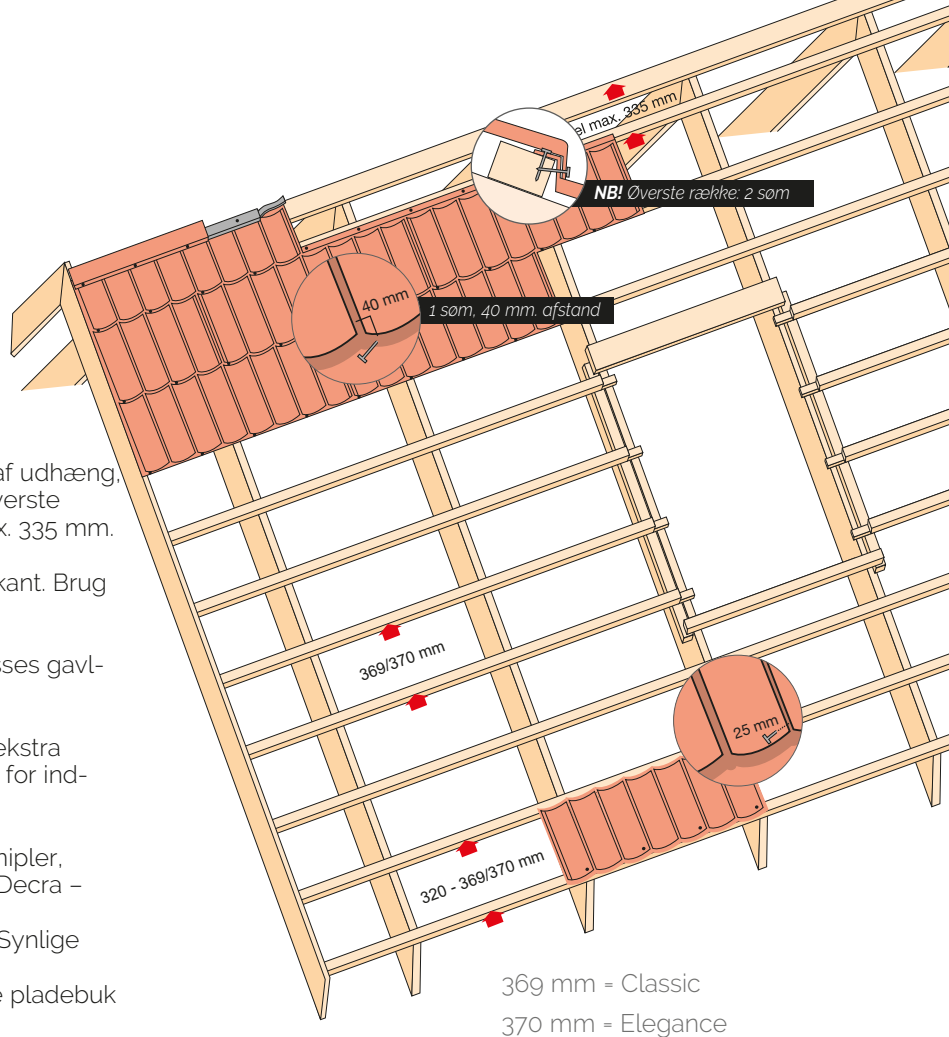 el max. 335 mm
NB! Øverste række: 2 søm
40 mm
1 søm, 40 mm. afstand
af udhæng,
verste
x. 335 mm.
kant. Brug
sses gavl-
ekstra
for ind-
nipler,
Decra –
Synlige
e pladebuk
369/370 mm
25 mm
320 - 369/370 mm
369 mm = Classic
370 mm = Elegance